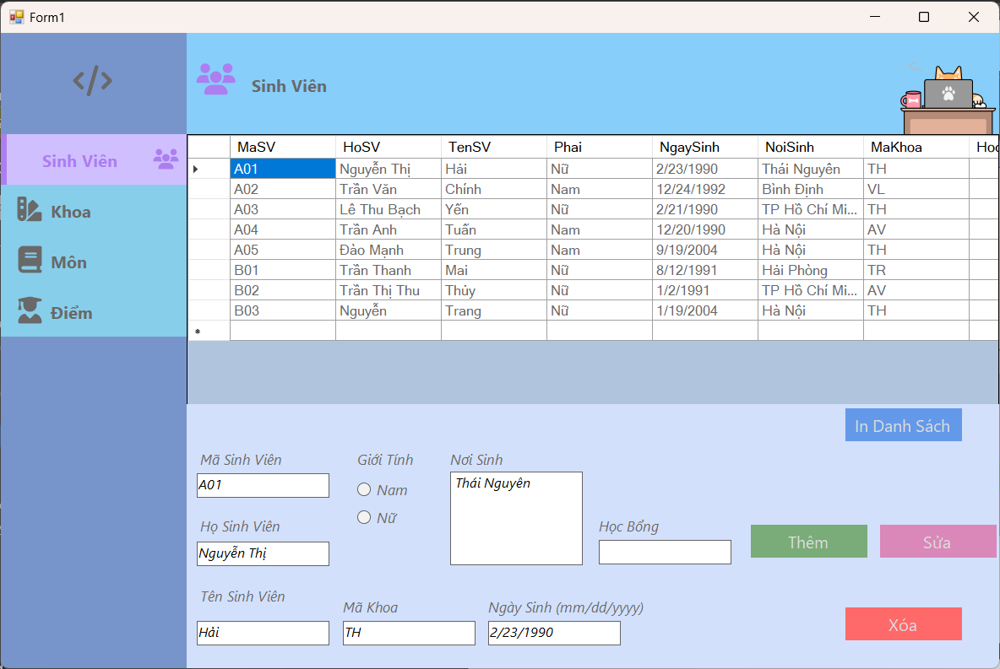 Form1
</>
Sinh Viên
Sinh Viên
Khoa
Môn
Điểm
MaSV HoSV TenSV Phai NgaySinh NoiSinh MaKhoa Hoc
A01 Nguyễn Thị Hải Nữ 2/23/1990 Thái Nguyên TH
A02 Trần Văn Chính Nam 12/24/1992 Bình Định VL
A03 Lê Thu Bạch Yến Nữ 2/21/1990 TP Hồ Chí Mi... TH
A04 Trần Anh Tuấn Nam 12/20/1990 Hà Nội AV
A05 Đào Mạnh Trung Nam 9/19/2004 Hà Nội TH
B01 Trần Thanh Mai Nữ 8/12/1991 Hải Phòng TR
B02 Trần Thị Thu Thủy Nữ 1/2/1991 TP Hồ Chí Mi... AV
B03 Nguyễn Trang Nữ 1/19/2004 Hà Nội TH
In Danh Sách
Mã Sinh Viên Giới Tính Nơi Sinh
A01 Nam Thái Nguyên
Nữ
Họ Sinh Viên Học Bổng
Nguyễn Thị
Thêm Sửa
Tên Sinh Viên Mã Khoa Ngày Sinh (mm/dd/yyyy)
Hải TH 2/23/1990
Xóa